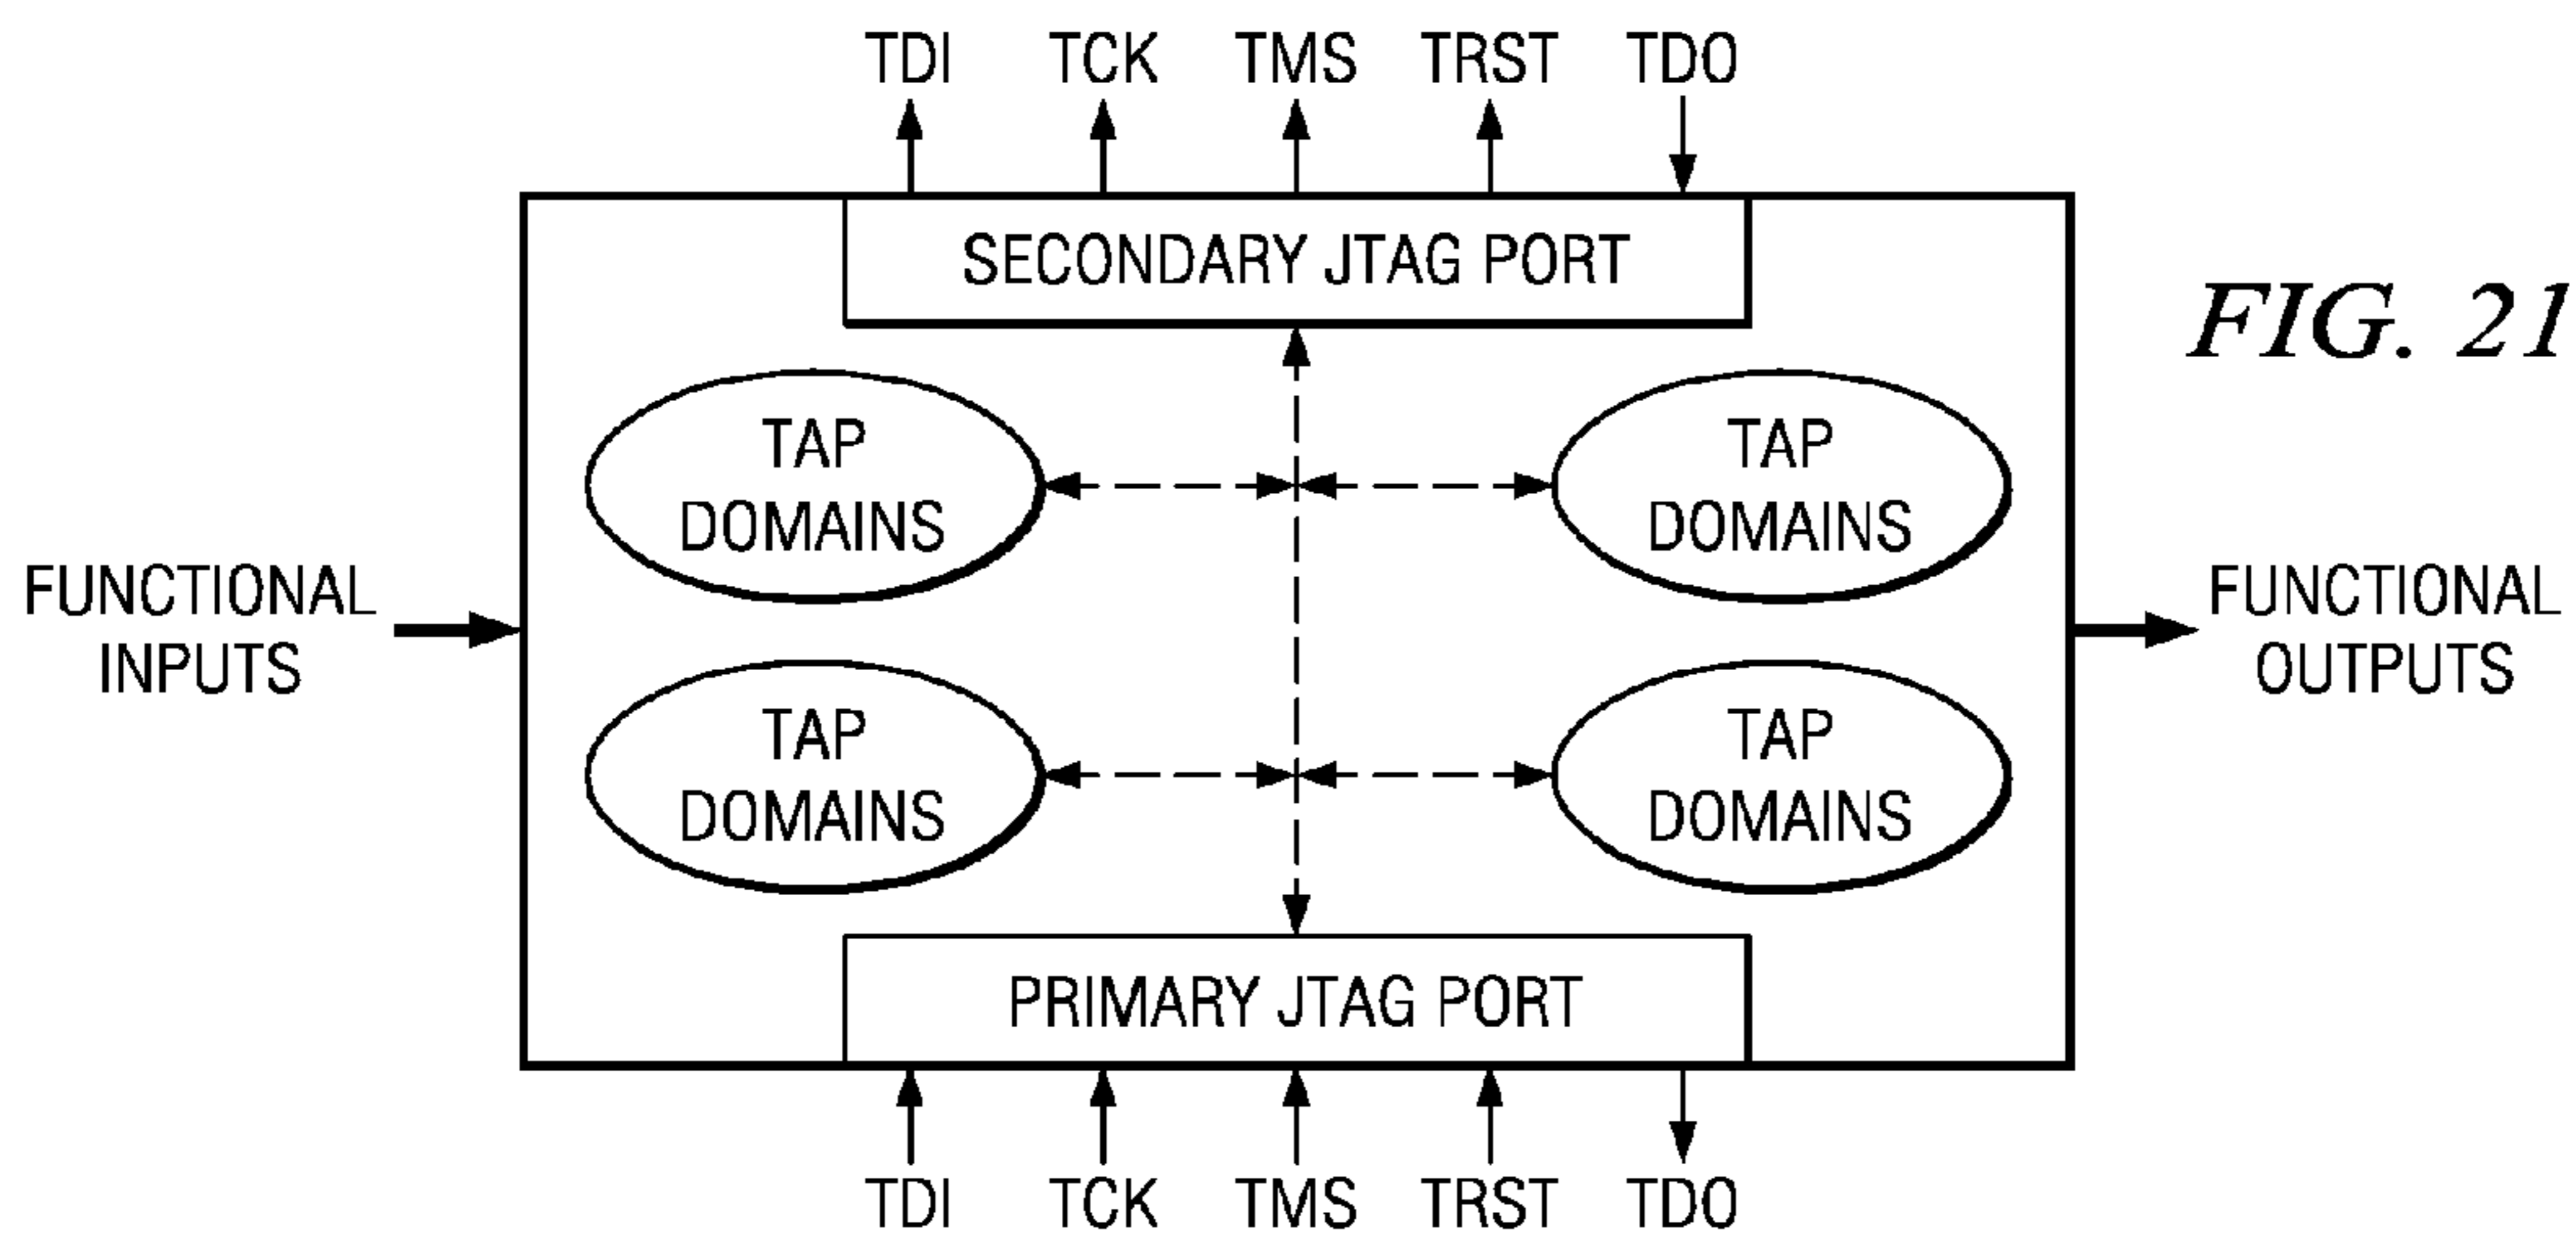 TDI TCK TMS TRST TDO
SECONDARY JTAG PORT
FIG. 21
TAP
DOMAINS
TAP
DOMAINS
FUNCTIONAL
INPUTS
FUNCTIONAL
OUTPUTS
TAP
DOMAINS
TAP
DOMAINS
PRIMARY JTAG PORT
TDI TCK TMS TRST TDO